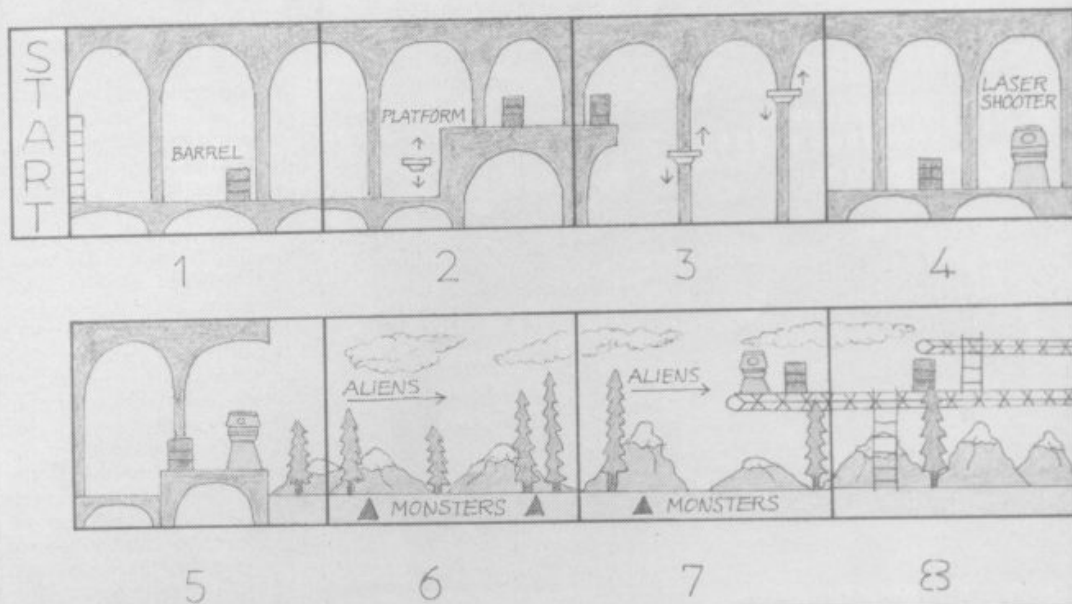 START
BARREL
PLATFORM
LASER
SHOOTER
1 2 3 4
ALIENS
ALIENS
MONSTERS
MONSTERS
5 6 7 8